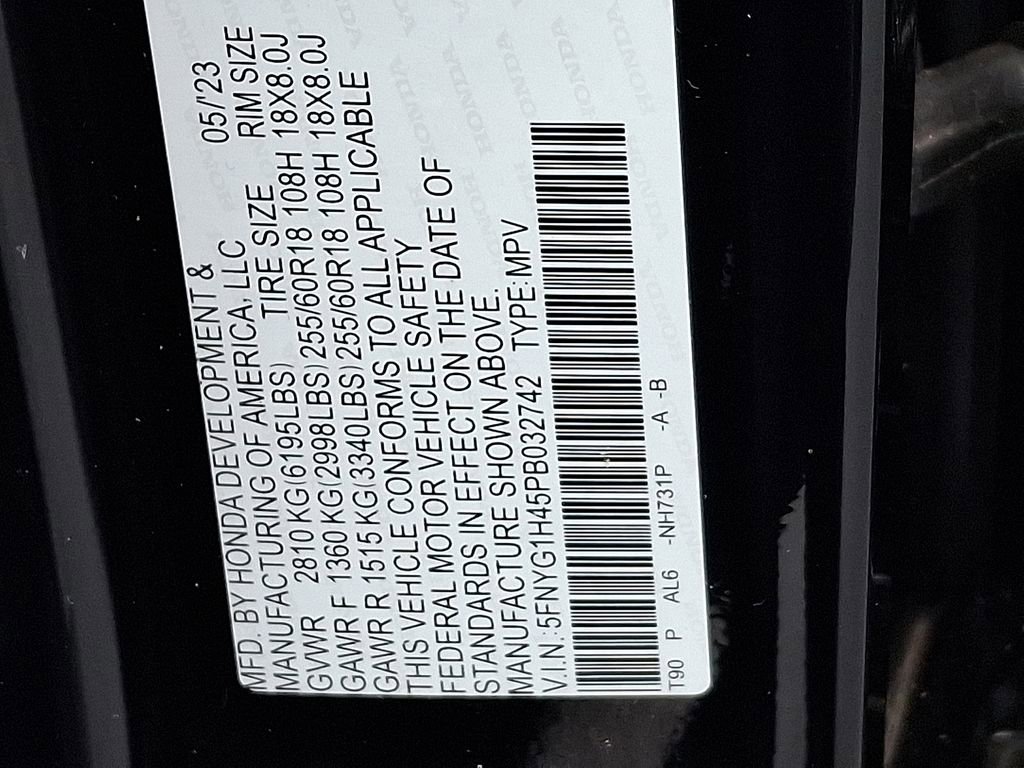 MFD. BY HONDA DEVELOPMENT &
MANUFACTURING OF AMERICA, LLC 05/'23
GVWR 2810 KG(6195LBS) TIRE SIZE RIM SIZE
GAWR F 1360 KG(2998LBS) 255/60R18 108H 18X8.0J
GAWR R 1515 KG(3340LBS) 255/60R18 108H 18X8.0J
THIS VEHICLE CONFORMS TO ALL APPLICABLE
FEDERAL MOTOR VEHICLE SAFETY
STANDARDS IN EFFECT ON THE DATE OF
MANUFACTURE SHOWN ABOVE.
V.I.N.:5FNYG1H45PB032742 TYPE:MPV
T90 P AL6 -NH731P -A -B